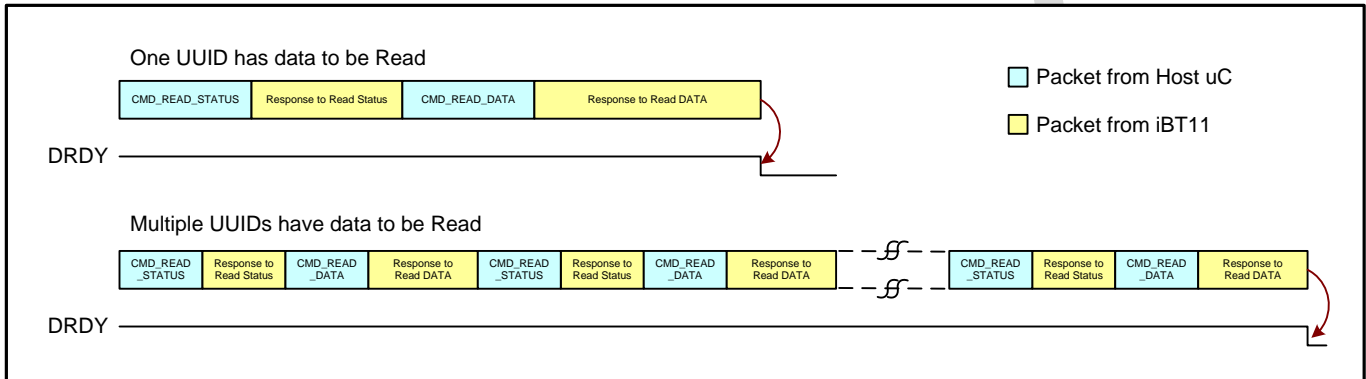 One UUID has data to be Read
CMD_READ_STATUS Response to Read Status CMD_READ_DATA Response to Read DATA
Packet from Host uC
Packet from iBT11
DRDY
Multiple UUIDs have data to be Read
CMD_READ
_STATUS
Response to
Read Status
CMD_READ
_DATA
Response to
Read DATA
CMD_READ
_STATUS
Response to
Read Status
CMD_READ
_DATA
Response to
Read DATA
CMD_READ
_STATUS
Response to
Read Status
CMD_READ
_DATA
Response to
Read DATA
DRDY